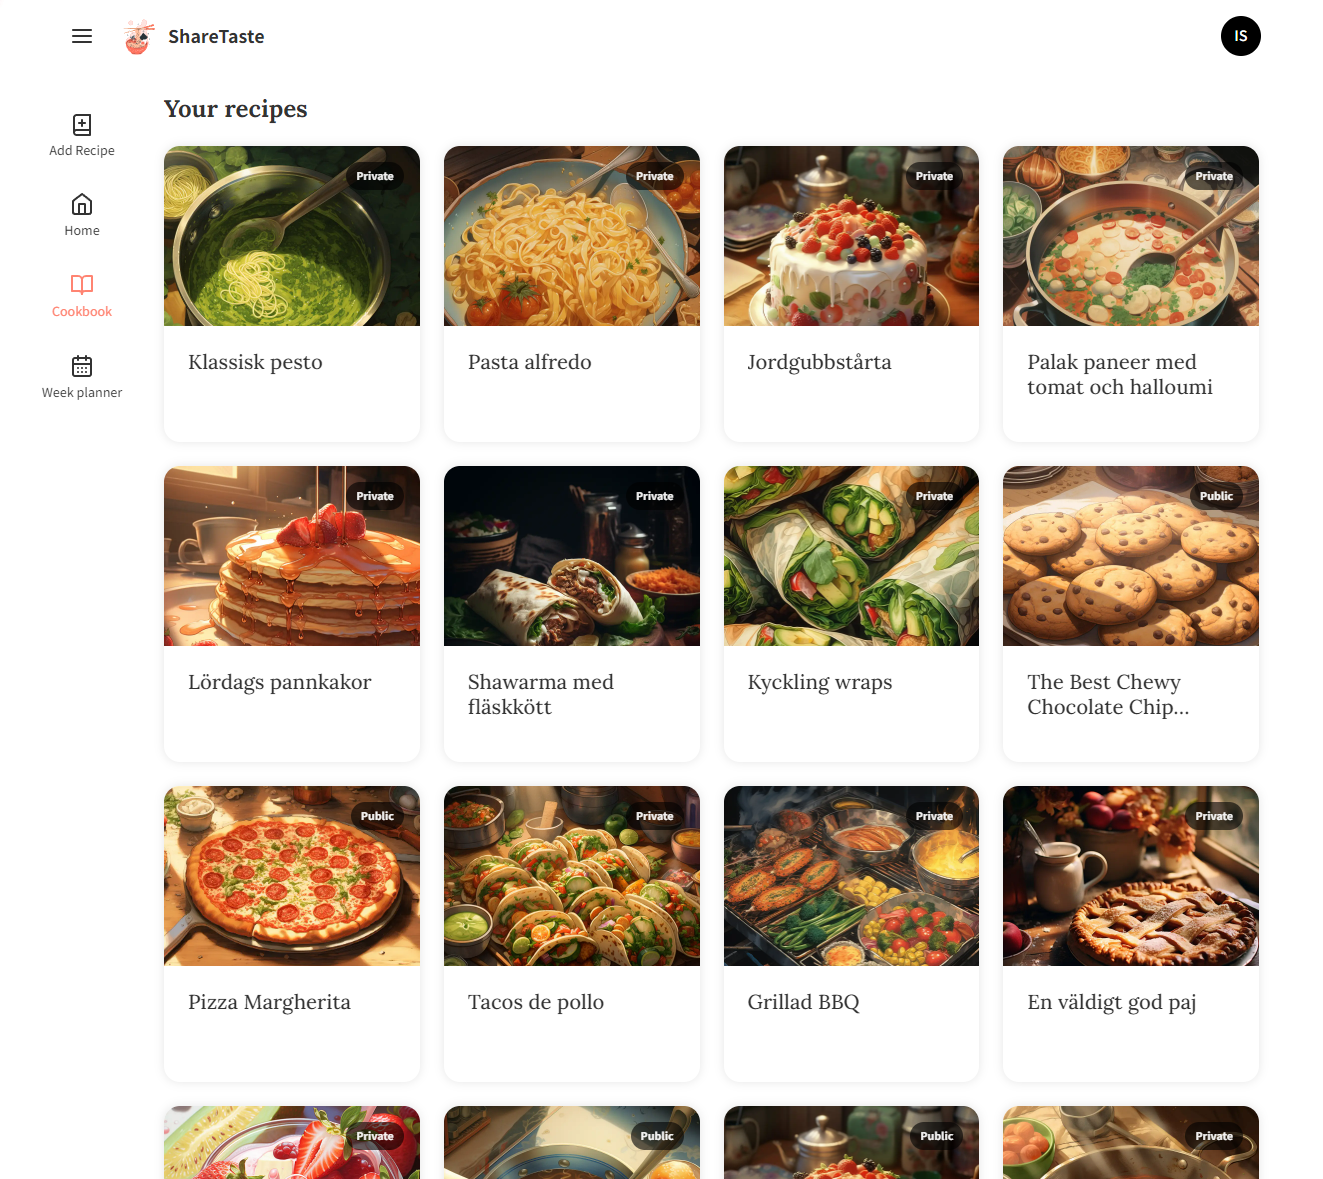 ShareTaste
IS
Add Recipe
Home
Cookbook
Week planner
Your recipes
Private
Klassisk pesto
Private
Pasta alfredo
Private
Jordgubbstårta
Private
Palak paneer med
tomat och halloumi
Private
Lördags pannkakor
Private
Shawarma med
fläskkött
Private
Kyckling wraps
Public
The Best Chewy
Chocolate Chip...
Public
Pizza Margherita
Private
Tacos de pollo
Private
Grillad BBQ
Private
En väldigt god paj
Private
Public
Public
Private